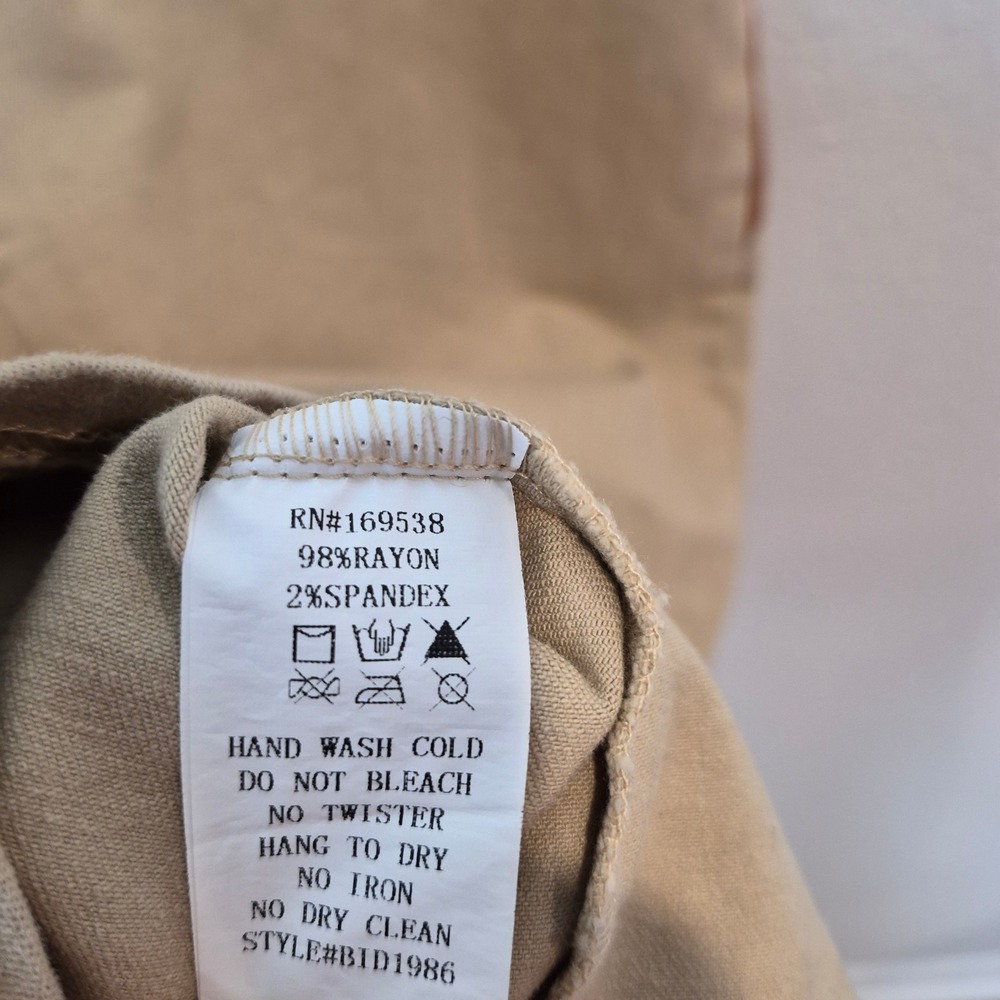 RN#169538
98%RAYON
2%SPANDEX
HAND WASH COLD
DO NOT BLEACH
NO TWISTER
HANG TO DRY
NO IRON
NO DRY CLEAN
STYLE#BID1986